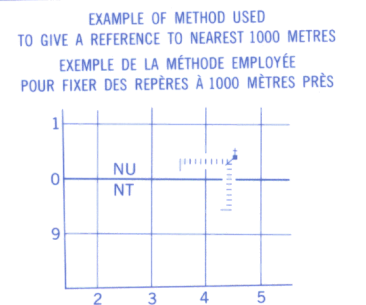 EXAMPLE OF METHOD USED
TO GIVE A REFERENCE TO NEAREST 1000 METRES
EXEMPLE DE LA MÉTHODE EMPLOYÉE
POUR FIXER DES REPÈRES À 1000 MÈTRES PRÈS
1
NU
0
NT
9
2 3 4 5